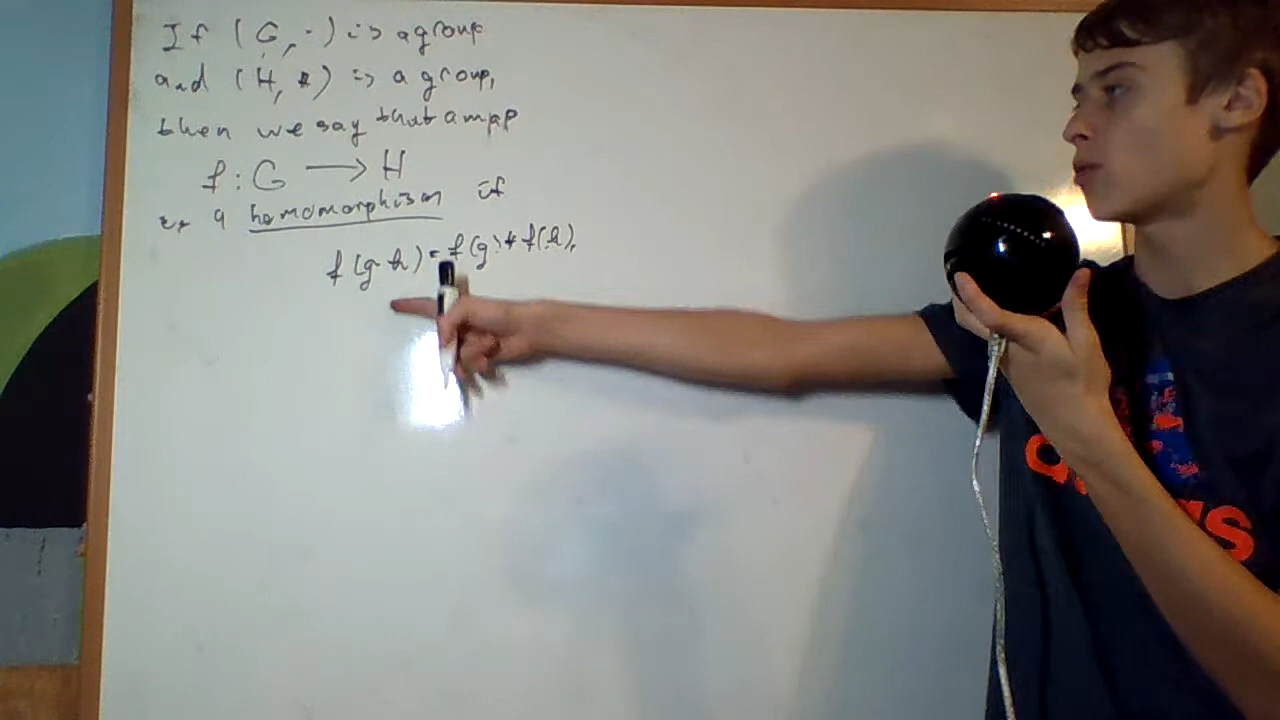 If (G, ·) is a group
and (H, *) is a group,
then we say that a map
f : G → H
is a homomorphism if
f(g · h) = f(g) * f(h),